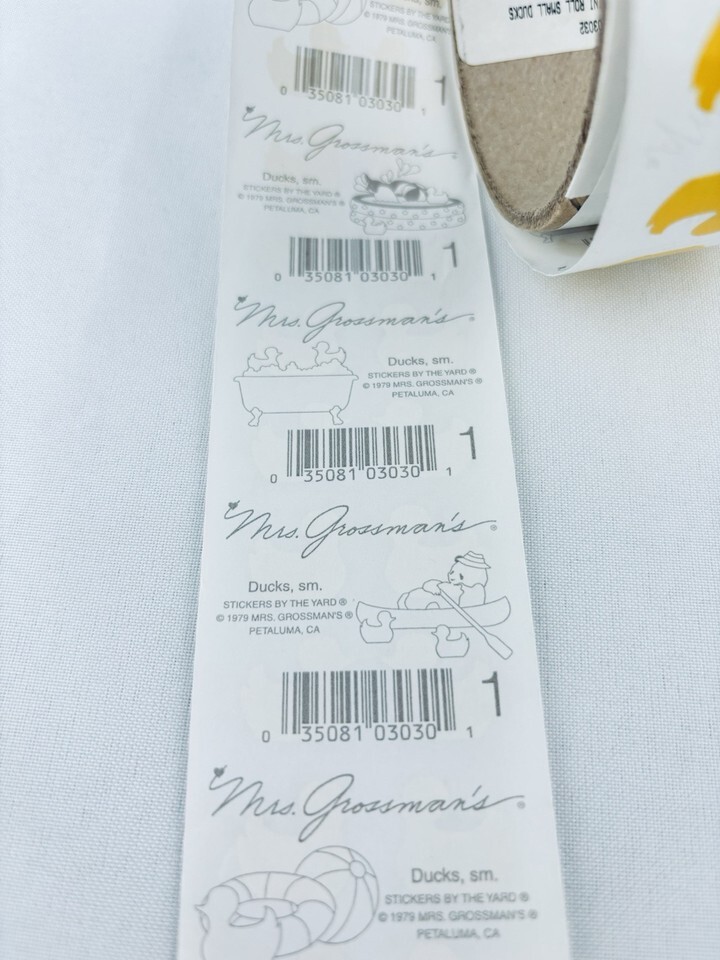 STICKERS BY THE YARD
© 1979 MRS. GROSSMAN'S ®
PETALUMA, CA
0 35081 03030 1
1
Mrs. Grossman's ®
Ducks, sm.
STICKERS BY THE YARD ®
© 1979 MRS. GROSSMAN'S ®
PETALUMA, CA
0 35081 03030 1
1
Mrs. Grossman's ®
Ducks, sm.
STICKERS BY THE YARD ®
© 1979 MRS. GROSSMAN'S ®
PETALUMA, CA
0 35081 03030 1
1
Mrs. Grossman's ®
Ducks, sm.
STICKERS BY THE YARD ®
© 1979 MRS. GROSSMAN'S ®
PETALUMA, CA
0 35081 03030 1
1
Mrs. Grossman's ®
Ducks, sm.
STICKERS BY THE YARD ®
© 1979 MRS. GROSSMAN'S ®
PETALUMA, CA
03032
NI ROLL SMALL DUCKS